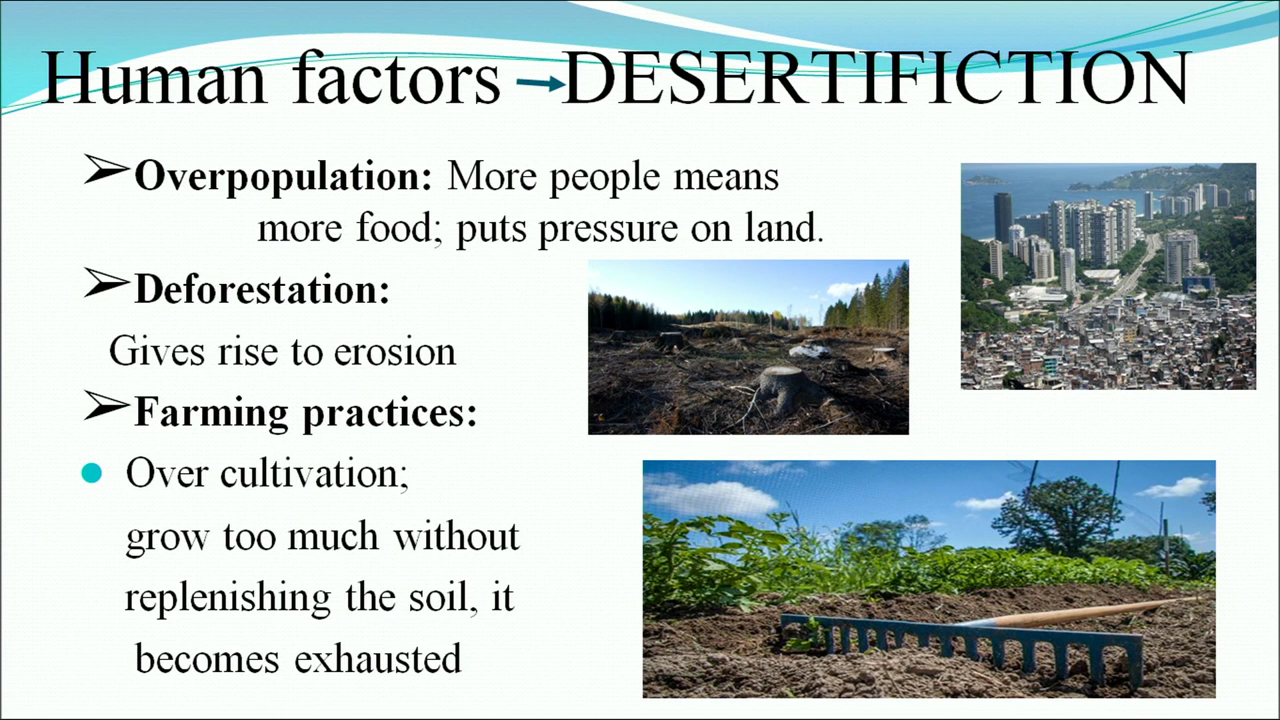 Human factors → DESERTIFICTION
➢Overpopulation: More people means
more food; puts pressure on land.
➢Deforestation:
Gives rise to erosion
➢Farming practices:
● Over cultivation;
grow too much without
replenishing the soil, it
becomes exhausted